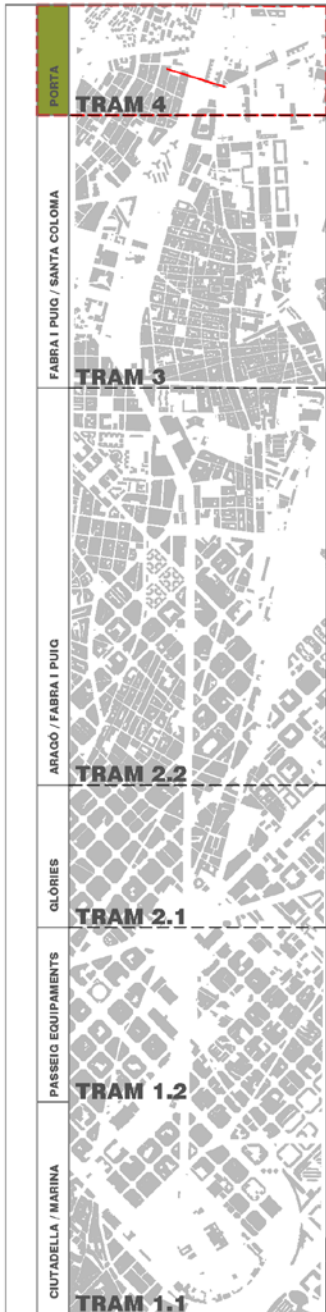 PORTA
TRAM 4
FABRA I PUIG / SANTA COLOMA
TRAM 3
ARAGÓ / FABRA I PUIG
TRAM 2.2
GLÒRIES
TRAM 2.1
PASSEIG EQUIPAMENTS
TRAM 1.2
CIUTADELLA / MARINA
TRAM 1.1